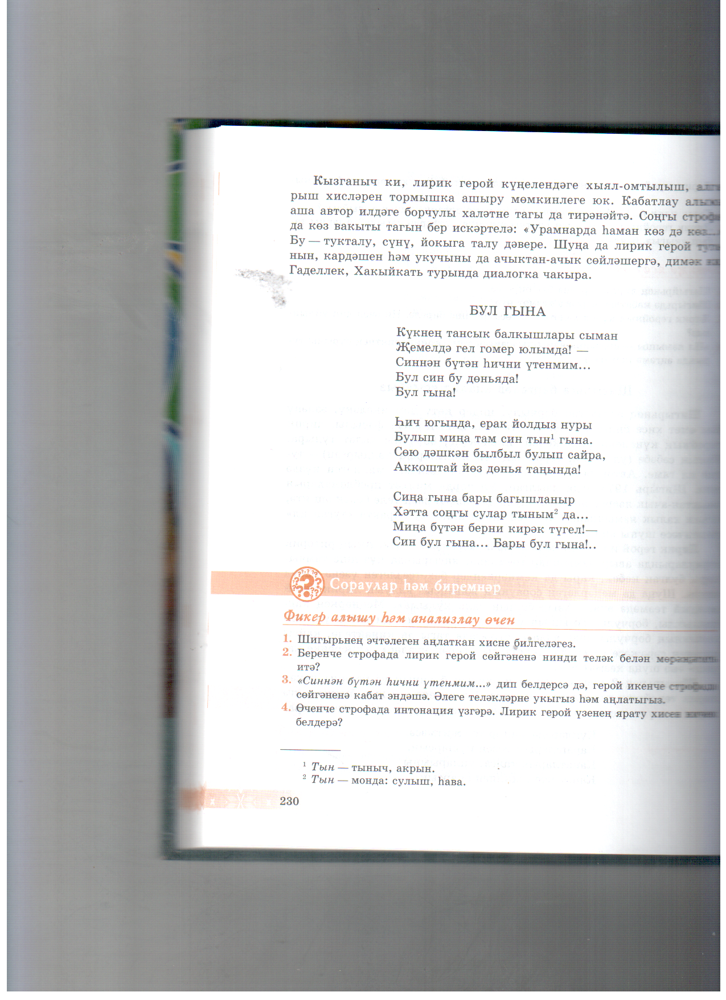 Кызганыч ки, лирик герой күңелендәге хыял-омтылыш,
рыш хисләрен тормышка ашыру мөмкинлеге юк. Кабатлау
аша автор илдәге борчулы халәтне тагы да тирәнәйтә. Соңгы строфа-
да көз вакыты тагын бер искәртелә: «Урамнарда һаман көз дә көз...»
Бу — тукталу, сүнү, йокыга талу дәвере. Шуңа да лирик герой
нын, кардәшен һәм укучыны да ачыктан-ачык сөйләшергә, димәк
Гаделлек, Хакыйкать турында диалогка чакыра.
БУЛ ГЫНА
Күкнең тансык балкышлары сыман
Җемелдә гел гомер юлымда! —
Синнән бүтән һични үтенмим...
Бул син бу дөньяда!
Бул гына!
Һич югында, ерак йолдыз нуры
Булып миңа там син тын¹ гына.
Сөю дәшкән былбыл булып сайра,
Аккоштай йөз дөнья таңында!
Сиңа гына бары багышланыр
Хәтта соңгы сулар тыным² да...
Миңа бүтән берни кирәк түгел!—
Син бул гына... Бары бул гына!..
Сораулар һәм биремнәр
Фикер алышу һәм анализлау өчен
1. Шигырьнең эчтәлеген аңлаткан хисне билгеләгез.
2. Беренче строфада лирик герой сөйгәненә нинди теләк белән мөрәҗәгать
итә?
3. «Синнән бүтән һични үтенмим...» дип белдерсә дә, герой икенче строфада
сөйгәненә кабат эндәшә. Әлеге теләкләрне укыгыз һәм аңлатыгыз.
4. Өченче строфада интонация үзгәрә. Лирик герой үзенең ярату хисен ничек
белдерә?
¹ Тын — тыныч, акрын.
² Тын — монда: сулыш, һава.
230